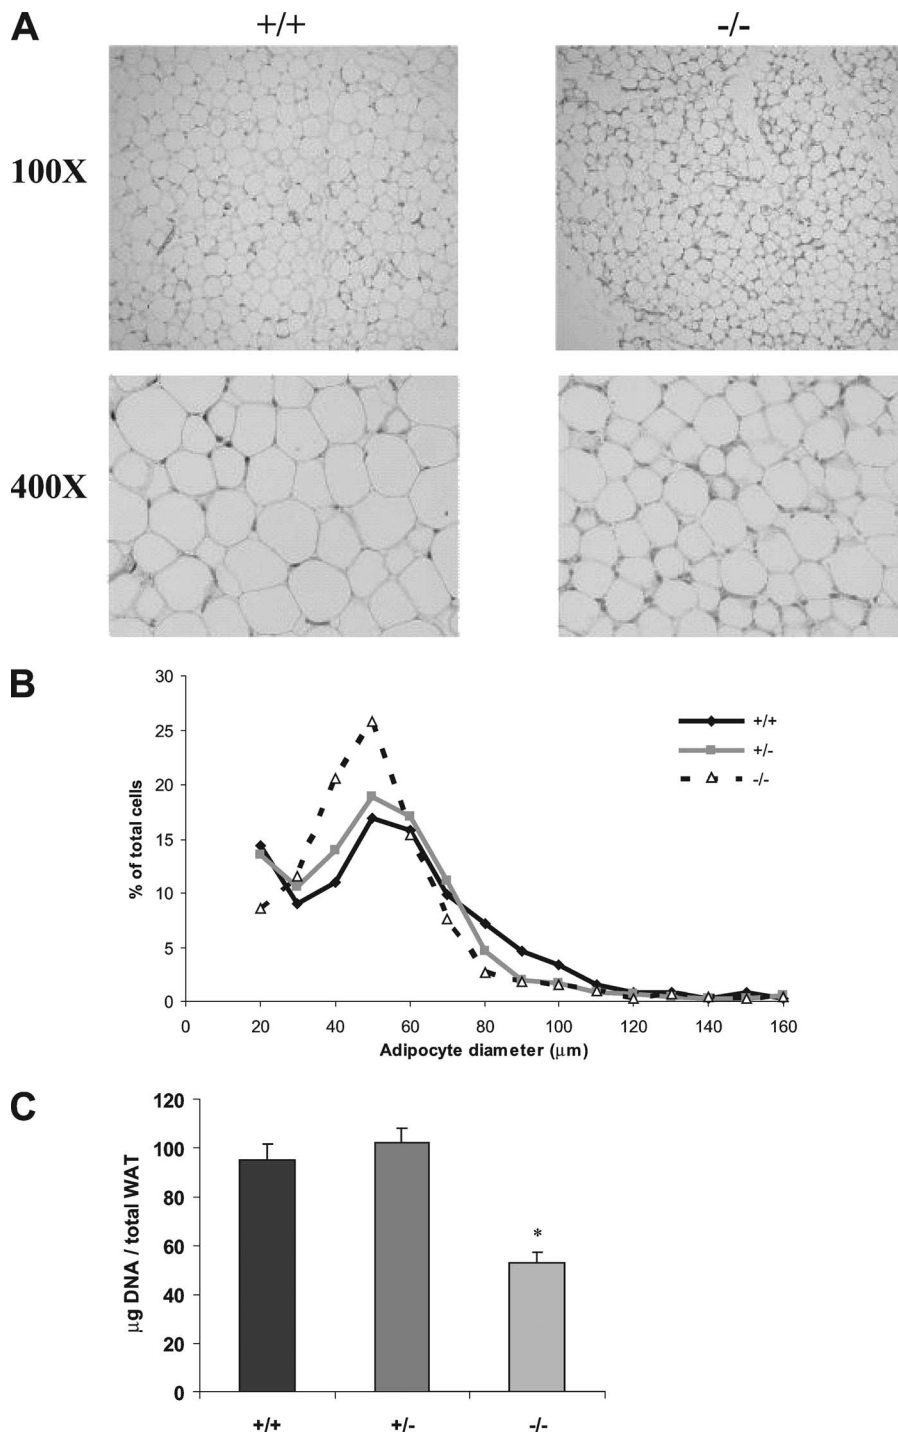 A
+/+
-/-
100X
400X
B
30
25
20
15
10
5
0
% of total cells
0 20 40 60 80 100 120 140 160
Adipocyte diameter (μm)
+/+
+/-
-/-
C
120
100
80
60
40
20
0
μg DNA / total WAT
*
+/+ +/- -/-